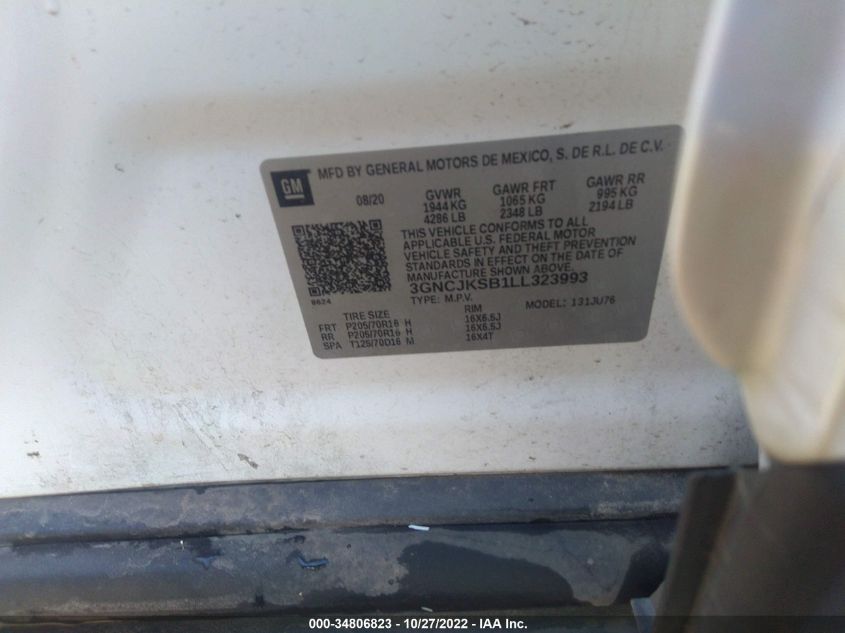 MFD BY GENERAL MOTORS DE MEXICO, S. DE R.L. DE C.V.
GM
08/20 GVWR GAWR FRT GAWR RR
1944 KG 1065 KG 995 KG
4286 LB 2348 LB 2194 LB
THIS VEHICLE CONFORMS TO ALL
APPLICABLE U.S. FEDERAL MOTOR
VEHICLE SAFETY AND THEFT PREVENTION
STANDARDS IN EFFECT ON THE DATE OF
MANUFACTURE SHOWN ABOVE.
3GNCJKSB1LL323993
8624 TYPE: M.P.V. MODEL: 131JU76
TIRE SIZE RIM
FRT P205/70R16 H 16X6.5J
RR P205/70R16 H 16X6.5J
SPA T125/70D16 M 16X4T
000-34806823 / 10/27/2022 - IAA Inc.